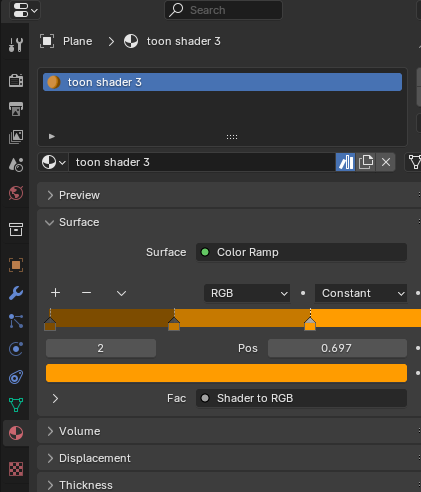 Search
Plane > toon shader 3
toon shader 3
toon shader 3
Preview
Surface
Surface Color Ramp
RGB Constant
2 Pos 0.697
Fac Shader to RGB
Volume
Displacement
Thickness